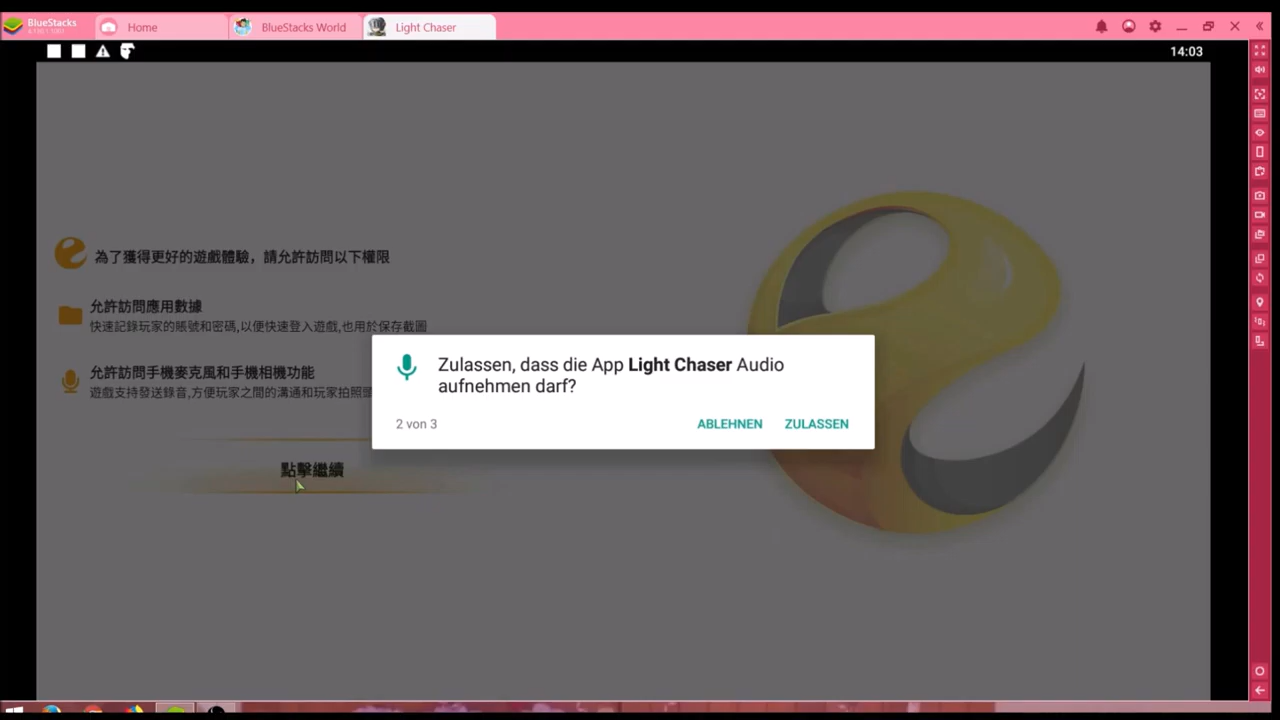 BlueStacks
Home
BlueStacks World
Light Chaser
14:03
為了獲得更好的遊戲體驗，請允許訪問以下權限
允許訪問應用數據
快速記錄玩家的賬號和密碼,以便快速登入遊戲,也用於保存截圖
允許訪問手機麥克風和手機相機功能
遊戲支持發送錄音,方便玩家之間的溝通和玩家拍照
點擊繼續
Zulassen, dass die App Light Chaser Audio
aufnehmen darf?
2 von 3
ABLEHNEN
ZULASSEN